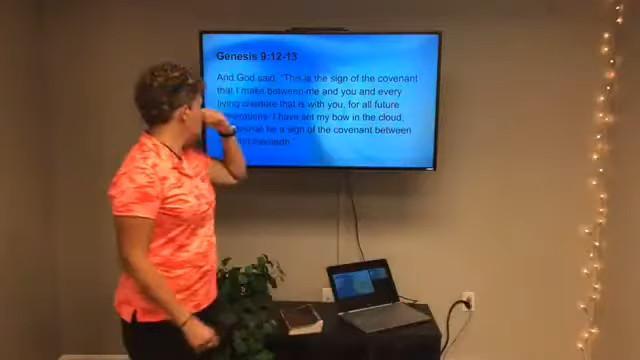 Genesis 9:12-13
And God said, "This is the sign of the covenant
that I make between me and you and every
living creature that is with you, for all future
generations: I have set my bow in the cloud,
shall be a sign of the covenant between
the earth."